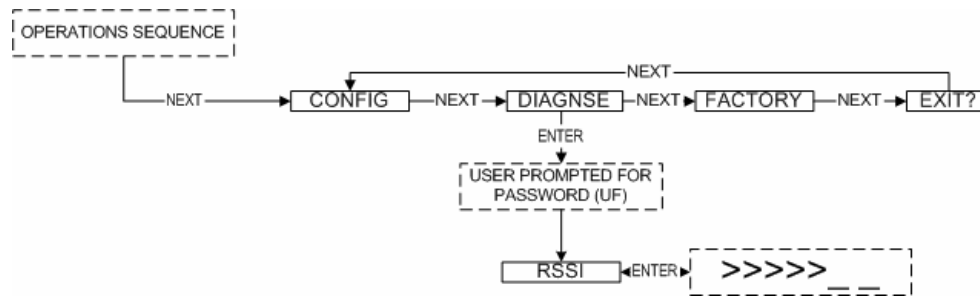 OPERATIONS SEQUENCE
NEXT
NEXT
CONFIG
NEXT
DIAGNSE
NEXT
FACTORY
NEXT
EXIT?
ENTER
USER PROMPTED FOR
PASSWORD (UF)
RSSI
ENTER
>>>>>_ _